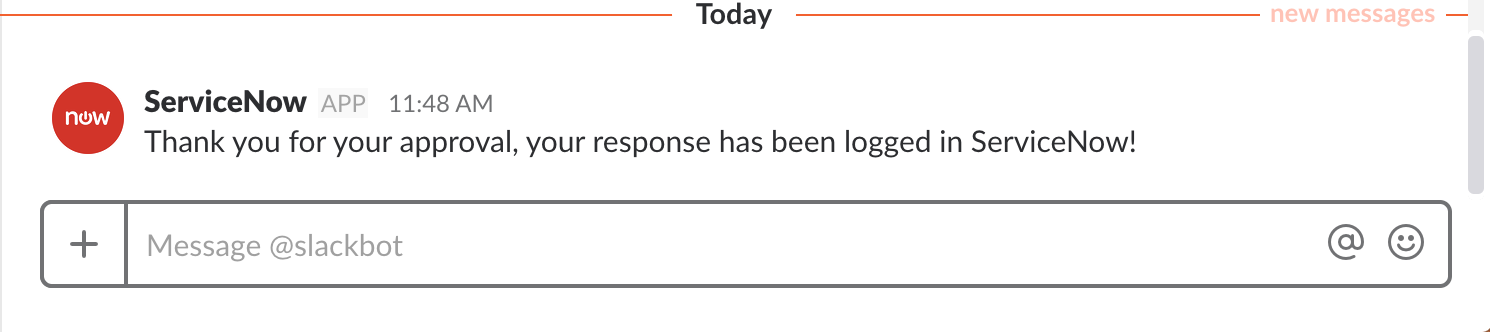 Today
new messages
now
ServiceNow APP 11:48 AM
Thank you for your approval, your response has been logged in ServiceNow!
Message @slackbot